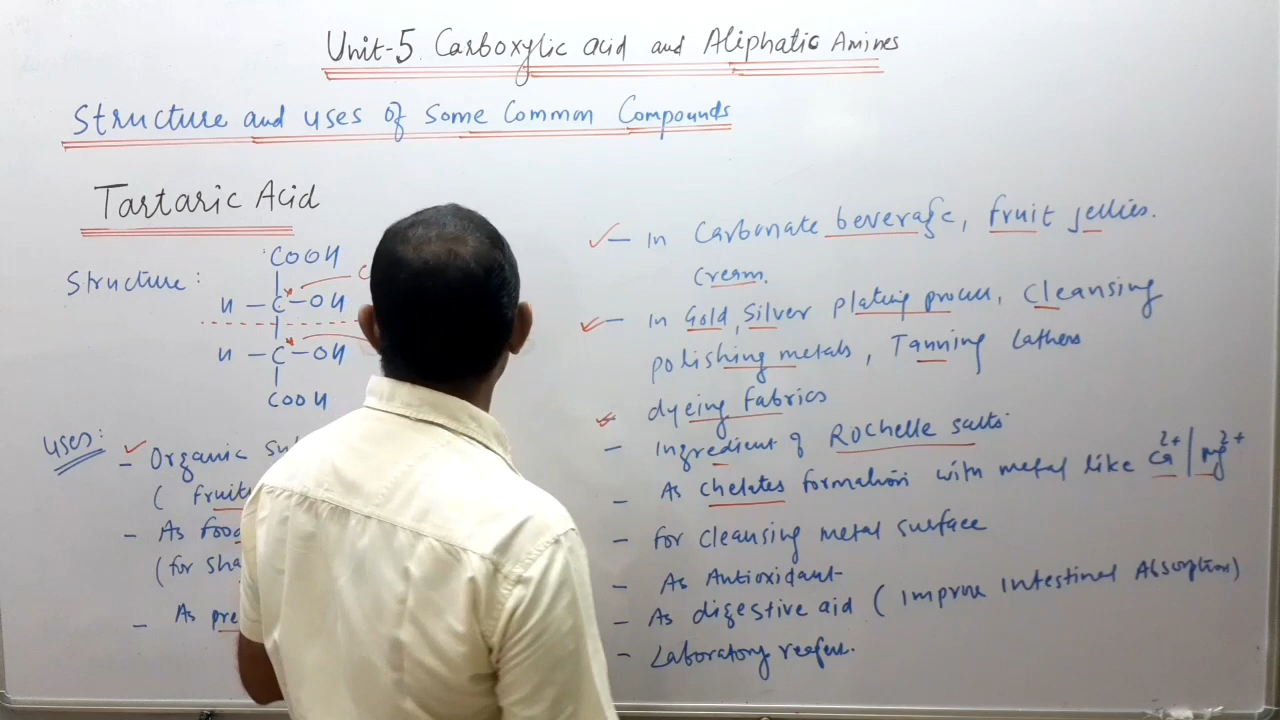 Unit-5. Carboxylic acid and Aliphatic Amines
Structure and uses of Some Common Compounds
Tartaric Acid
Structure:
COOH
H – C – OH
H – C – OH
COOH
uses:
– Organic
( fruits
– As food
(for sha
– As pre
– In Carbonate beverage, fruit jellies.
Cream.
– In Gold, Silver plating process, Cleansing
polishing metals, Tanning Lathers
dyeing fabrics
– Ingredient of Rochelle salts
– As chelates formation with metal like Ca2+ / Mg2+
– for cleansing metal surface
– As Antioxidant
– As digestive aid ( Improve Intestinal Absorption)
– Laboratory